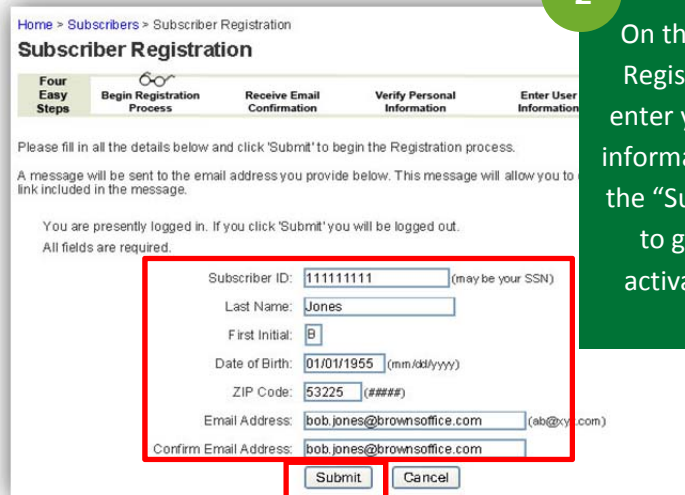 Home > Subscribers > Subscriber Registration
Subscriber Registration
Four Easy Steps
Begin Registration Process
Receive Email Confirmation
Verify Personal Information
Enter User Information
Please fill in all the details below and click 'Submit' to begin the Registration process.
A message will be sent to the email address you provide below. This message will allow you to
link included in the message.
You are presently logged in. If you click 'Submit' you will be logged out.
All fields are required.
Subscriber ID: 111111111 (may be your SSN)
Last Name: Jones
First Initial: B
Date of Birth: 01/01/1955 (mm/dd/yyyy)
ZIP Code: 53225 (#####)
Email Address: bob.jones@brownsoffice.com (ab@xy.com)
Confirm Email Address: bob.jones@brownsoffice.com
Submit Cancel
2
On th
Regis
enter y
informa
the “Su
to g
activa